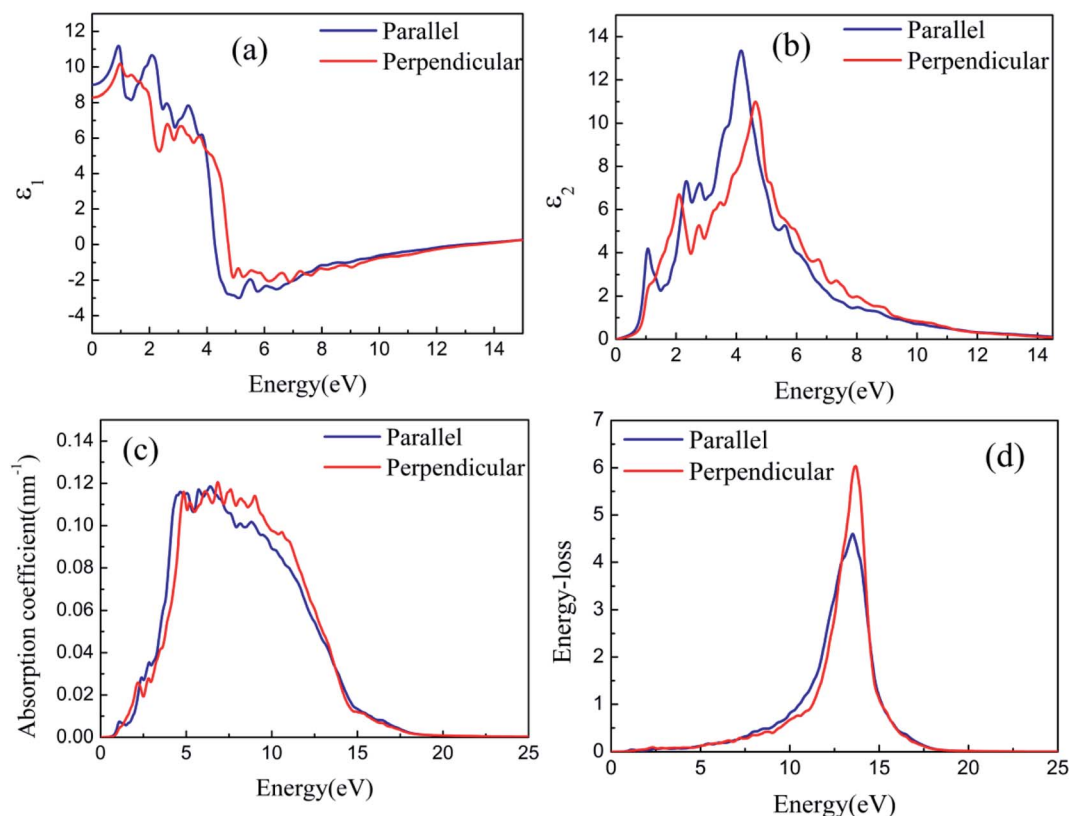 (a)
Parallel
Perpendicular
12
10
8
6
4
2
0
-2
-4
ε1
0 2 4 6 8 10 12 14
Energy(eV)
(b)
Parallel
Perpendicular
14
12
10
8
6
4
2
0
ε2
0 2 4 6 8 10 12 14
Energy(eV)
(c)
Parallel
Perpendicular
0.14
0.12
0.10
0.08
0.06
0.04
0.02
0.00
Absorption coefficient(nm-1)
0 5 10 15 20 25
Energy(eV)
(d)
Parallel
Perpendicular
7
6
5
4
3
2
1
0
Energy-loss
0 5 10 15 20 25
Energy(eV)